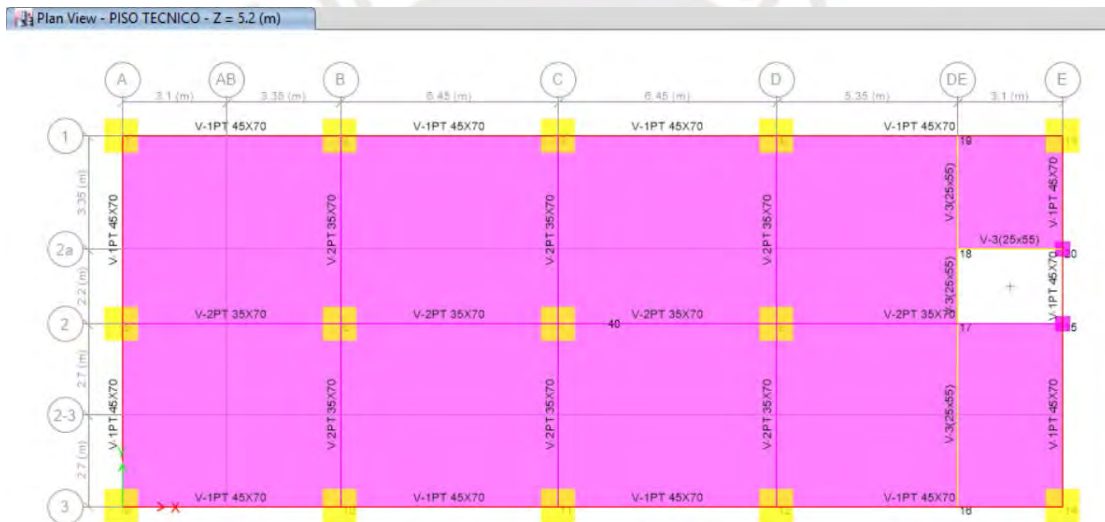 Plan View - PISO TECNICO - Z = 5.2 (m)
A AB B C D DE E
3.1 (m) 3.35 (m) 6.45 (m) 6.45 (m) 5.35 (m) 3.1 (m)
V-1PT 45X70 V-1PT 45X70 V-1PT 45X70 V-1PT 45X70
1
19
3.35 (m)
V-1PT 45X70 V-2PT 35X70 V-2PT 35X70 V-2PT 35X70 V-3(25x55) V-1PT 45X70
V-3(25x55)
2a
18 20
2.2 (m)
V-3(25x55) V-1PT 45X70
V-2PT 35X70 V-2PT 35X70 40 V-2PT 35X70 V-2PT 35X70
2
17
2.7 (m)
V-1PT 45X70 V-2PT 35X70 V-2PT 35X70 V-2PT 35X70 V-3(25x55) V-1PT 45X70
2-3
2.7 (m)
V-1PT 45X70 V-1PT 45X70 V-1PT 45X70 V-1PT 45X70
3
X
10 11 12 16 14